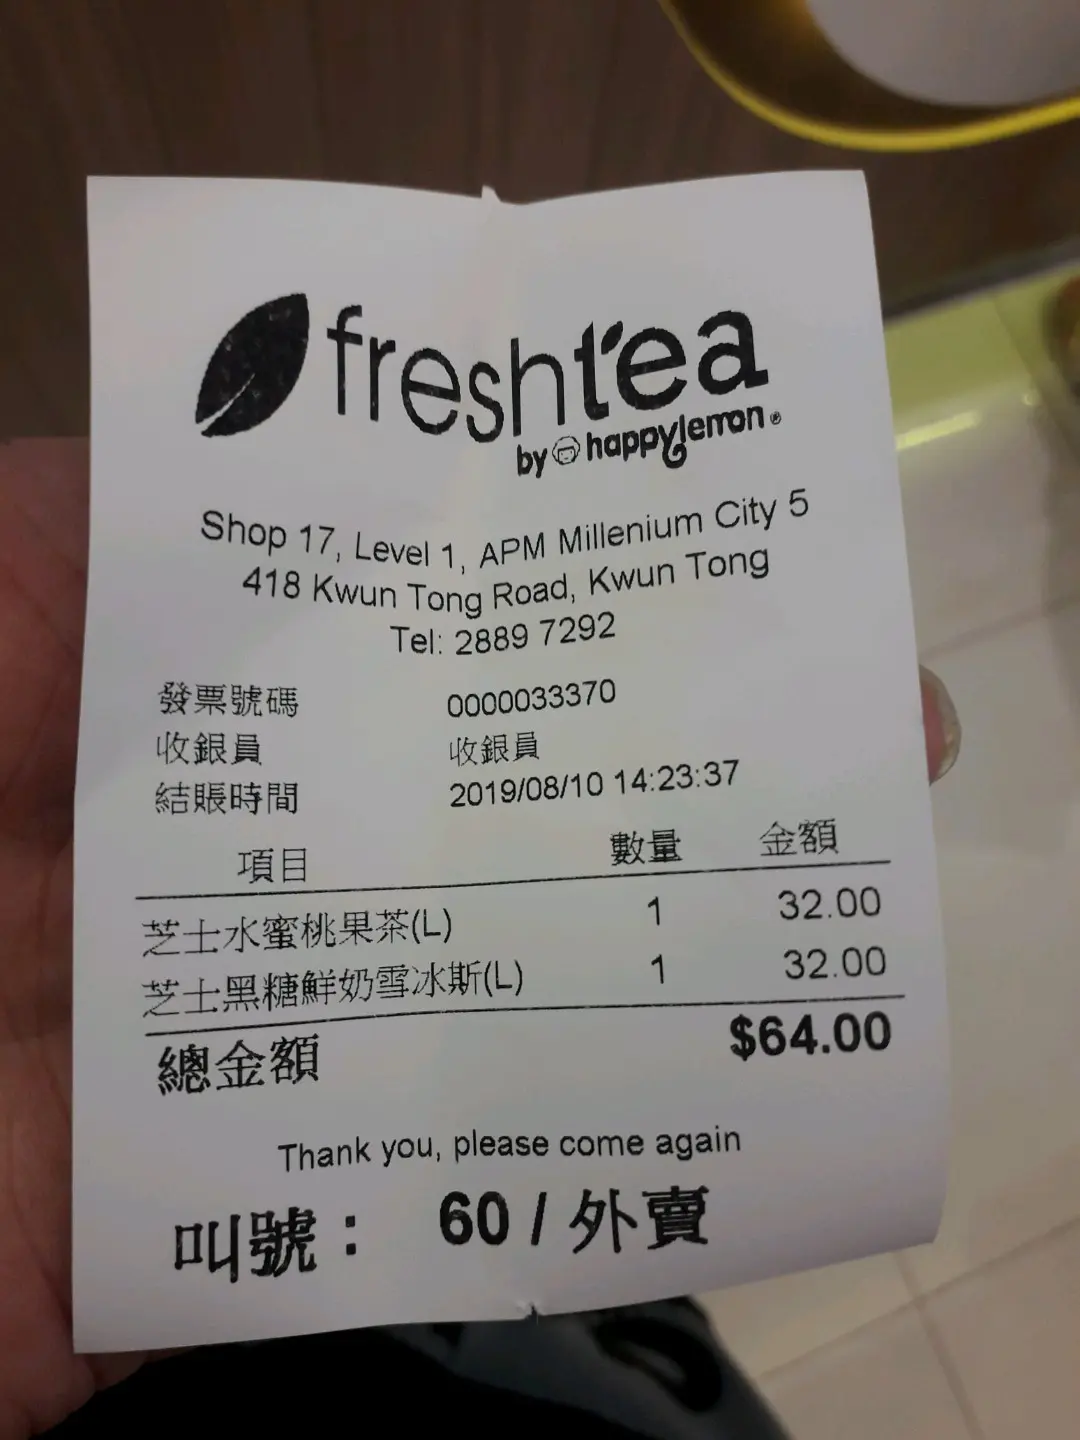 freshtea
by happylemon®
Shop 17, Level 1, APM Millenium City 5
418 Kwun Tong Road, Kwun Tong
Tel: 2889 7292
發票號碼 0000033370
收銀員 收銀員
結賬時間 2019/08/10 14:23:37
項目 數量 金額
芝士水蜜桃果茶(L) 1 32.00
芝士黑糖鮮奶雪冰斯(L) 1 32.00
總金額 $64.00
Thank you, please come again
叫號： 60 / 外賣